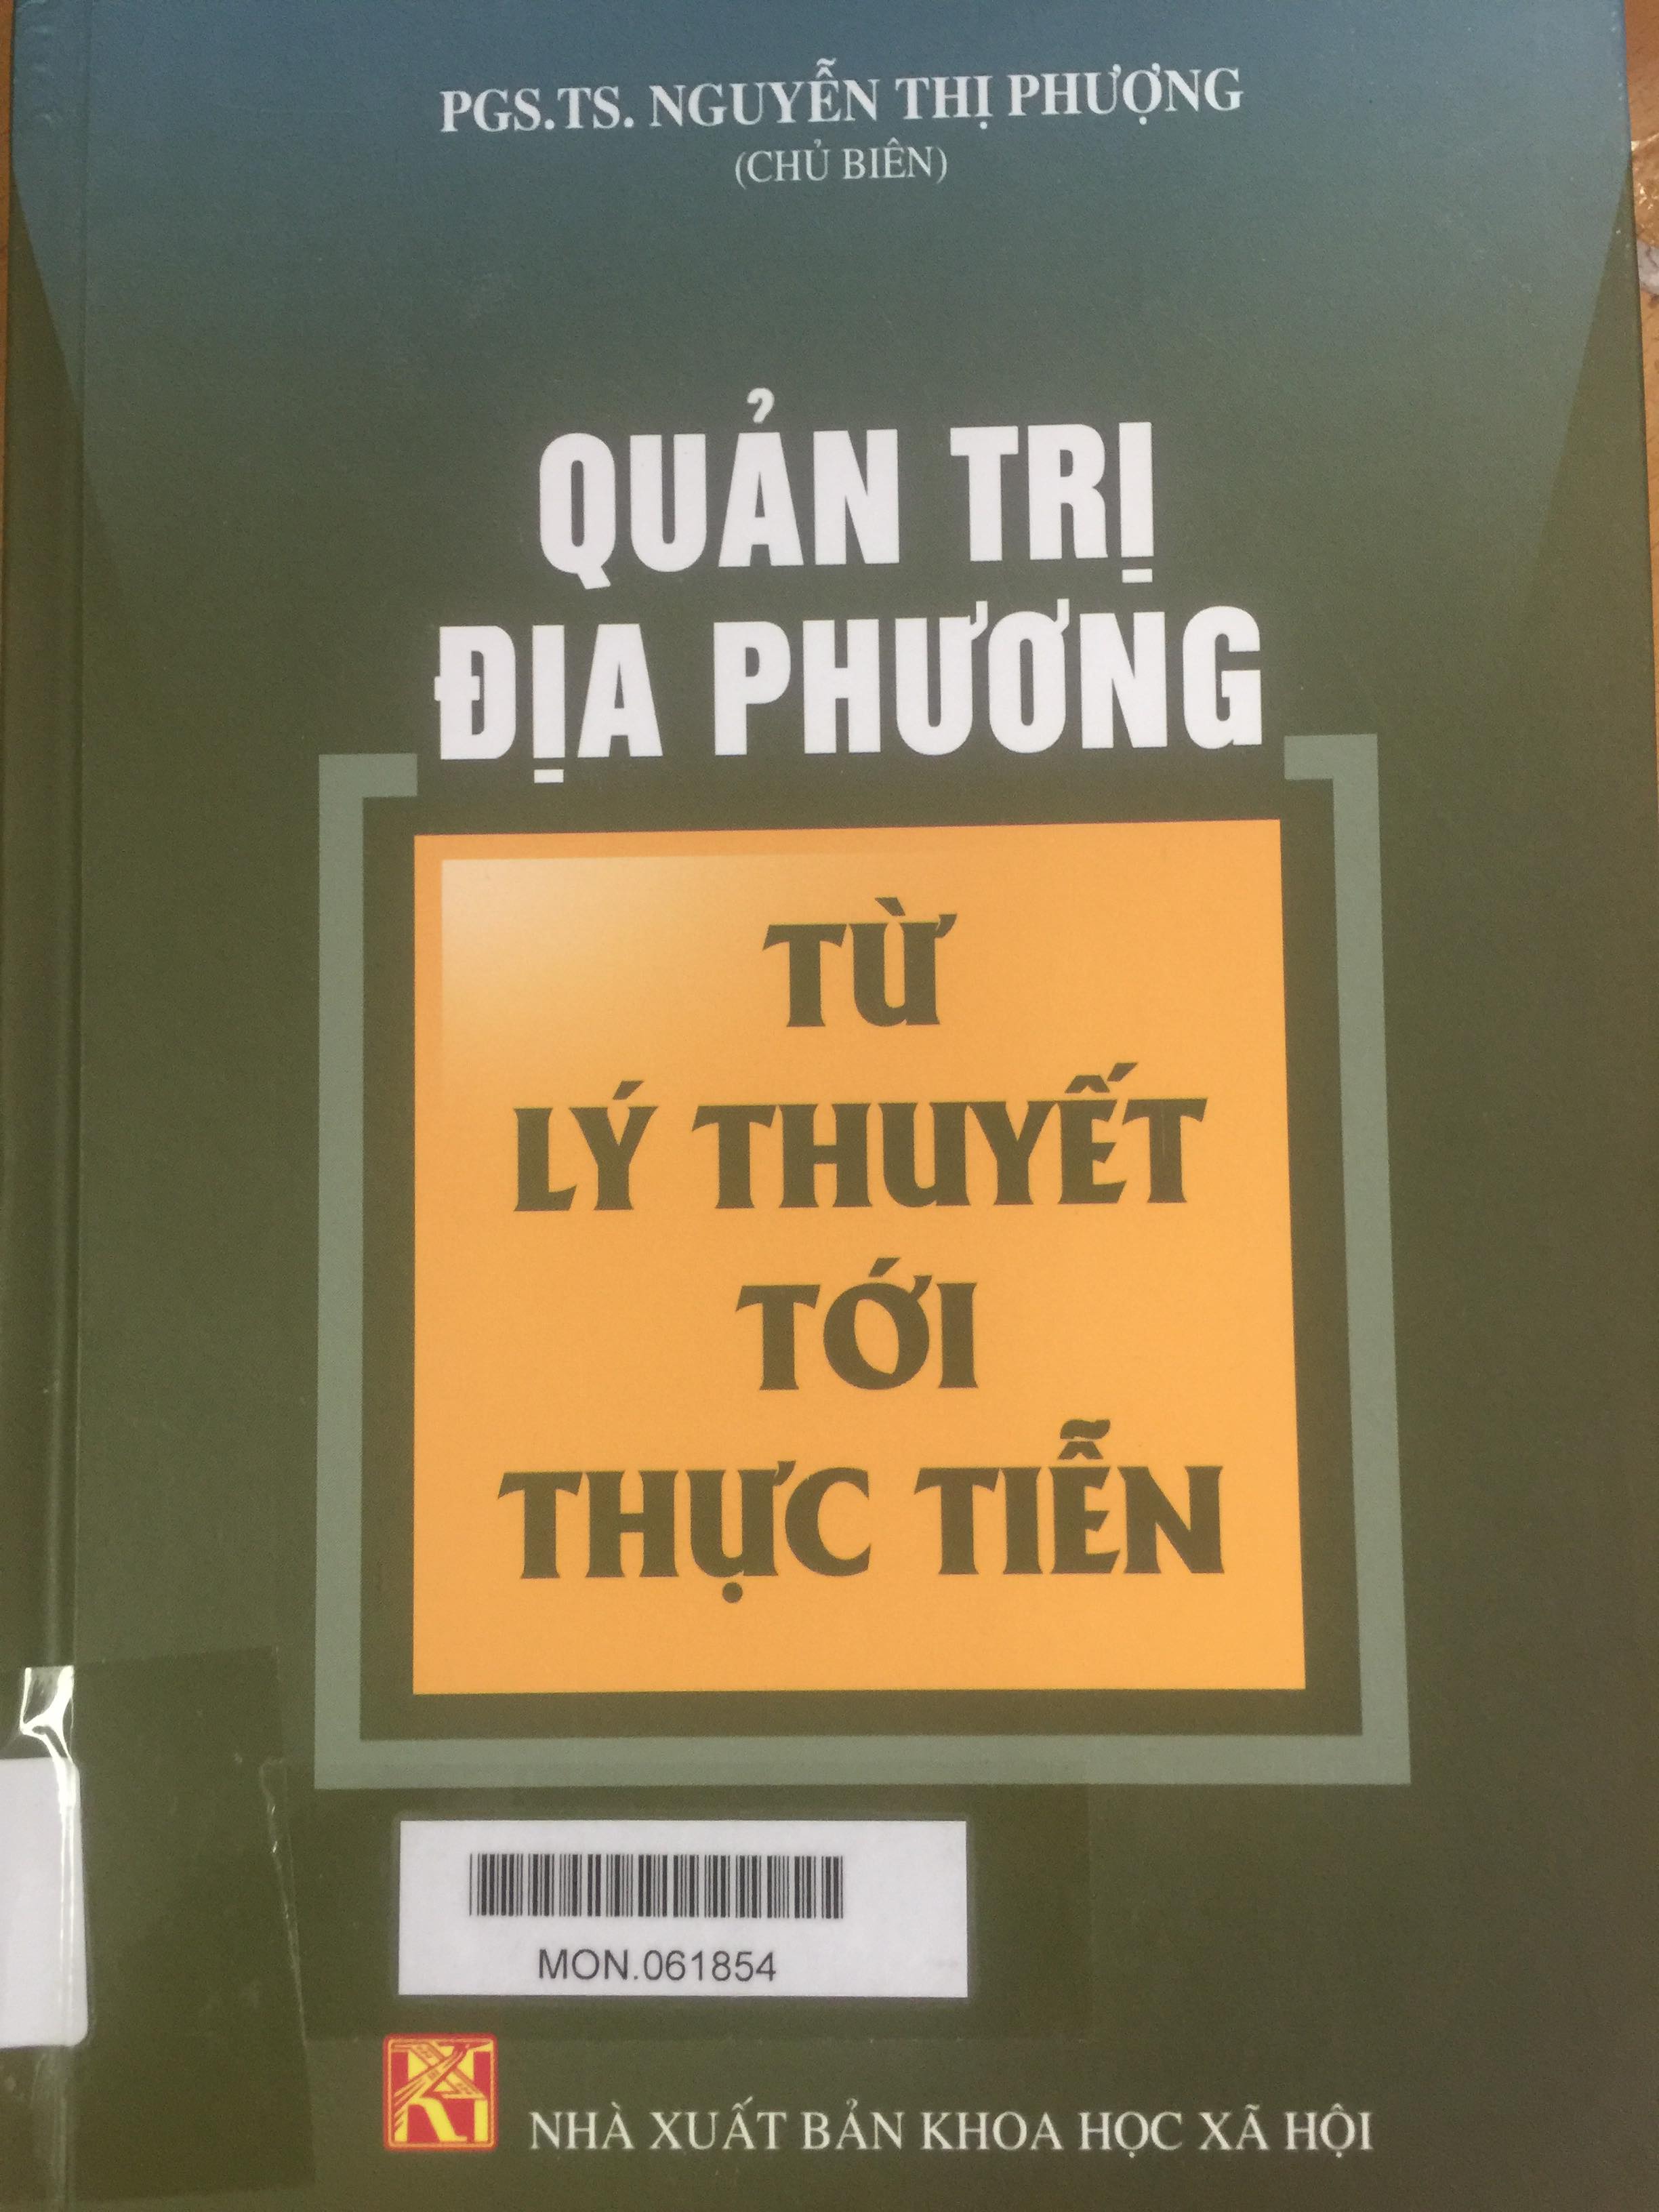 PGS.TS. NGUYỄN THỊ PHƯỢNG
(CHỦ BIÊN)
QUẢN TRỊ
ĐỊA PHƯƠNG
TỪ
LÝ THUYẾT
TỚI
THỰC TIỄN
MON.061854
NHÀ XUẤT BẢN KHOA HỌC XÃ HỘI